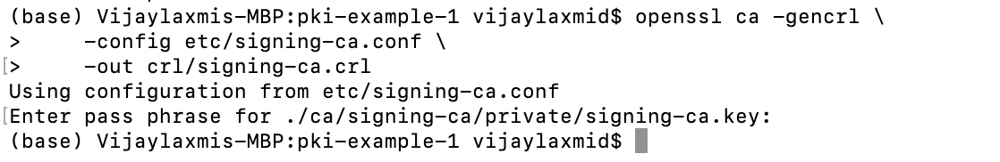 (base) Vijaylaxmis-MBP:pki-example-1 vijaylaxmid$ openssl ca -gencrl \
>     -config etc/signing-ca.conf \
[>     -out crl/signing-ca.crl
Using configuration from etc/signing-ca.conf
[Enter pass phrase for ./ca/signing-ca/private/signing-ca.key:
(base) Vijaylaxmis-MBP:pki-example-1 vijaylaxmid$